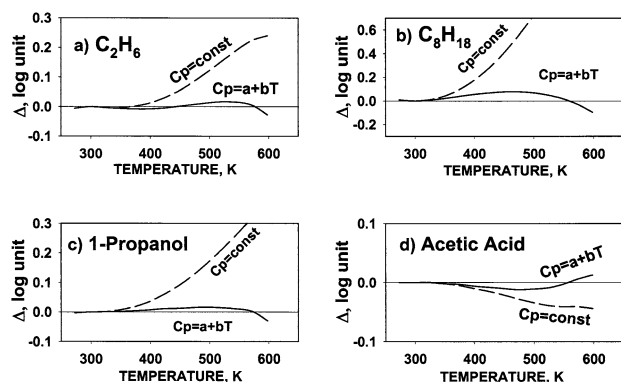 a) C₂H₆
Cp=const
Cp=a+bT
Δ, log unit
0.3
0.2
0.1
0.0
-0.1
300 400 500 600
TEMPERATURE, K
b) C₈H₁₈
Cp=const
Cp=a+bT
Δ, log unit
0.6
0.4
0.2
0.0
-0.2
300 400 500 600
TEMPERATURE, K
c) 1-Propanol
Cp=const
Cp=a+bT
Δ, log unit
0.3
0.2
0.1
0.0
-0.1
300 400 500 600
TEMPERATURE, K
d) Acetic Acid
Cp=a+bT
Cp=const
Δ, log unit
0.1
0.0
-0.1
300 400 500 600
TEMPERATURE, K